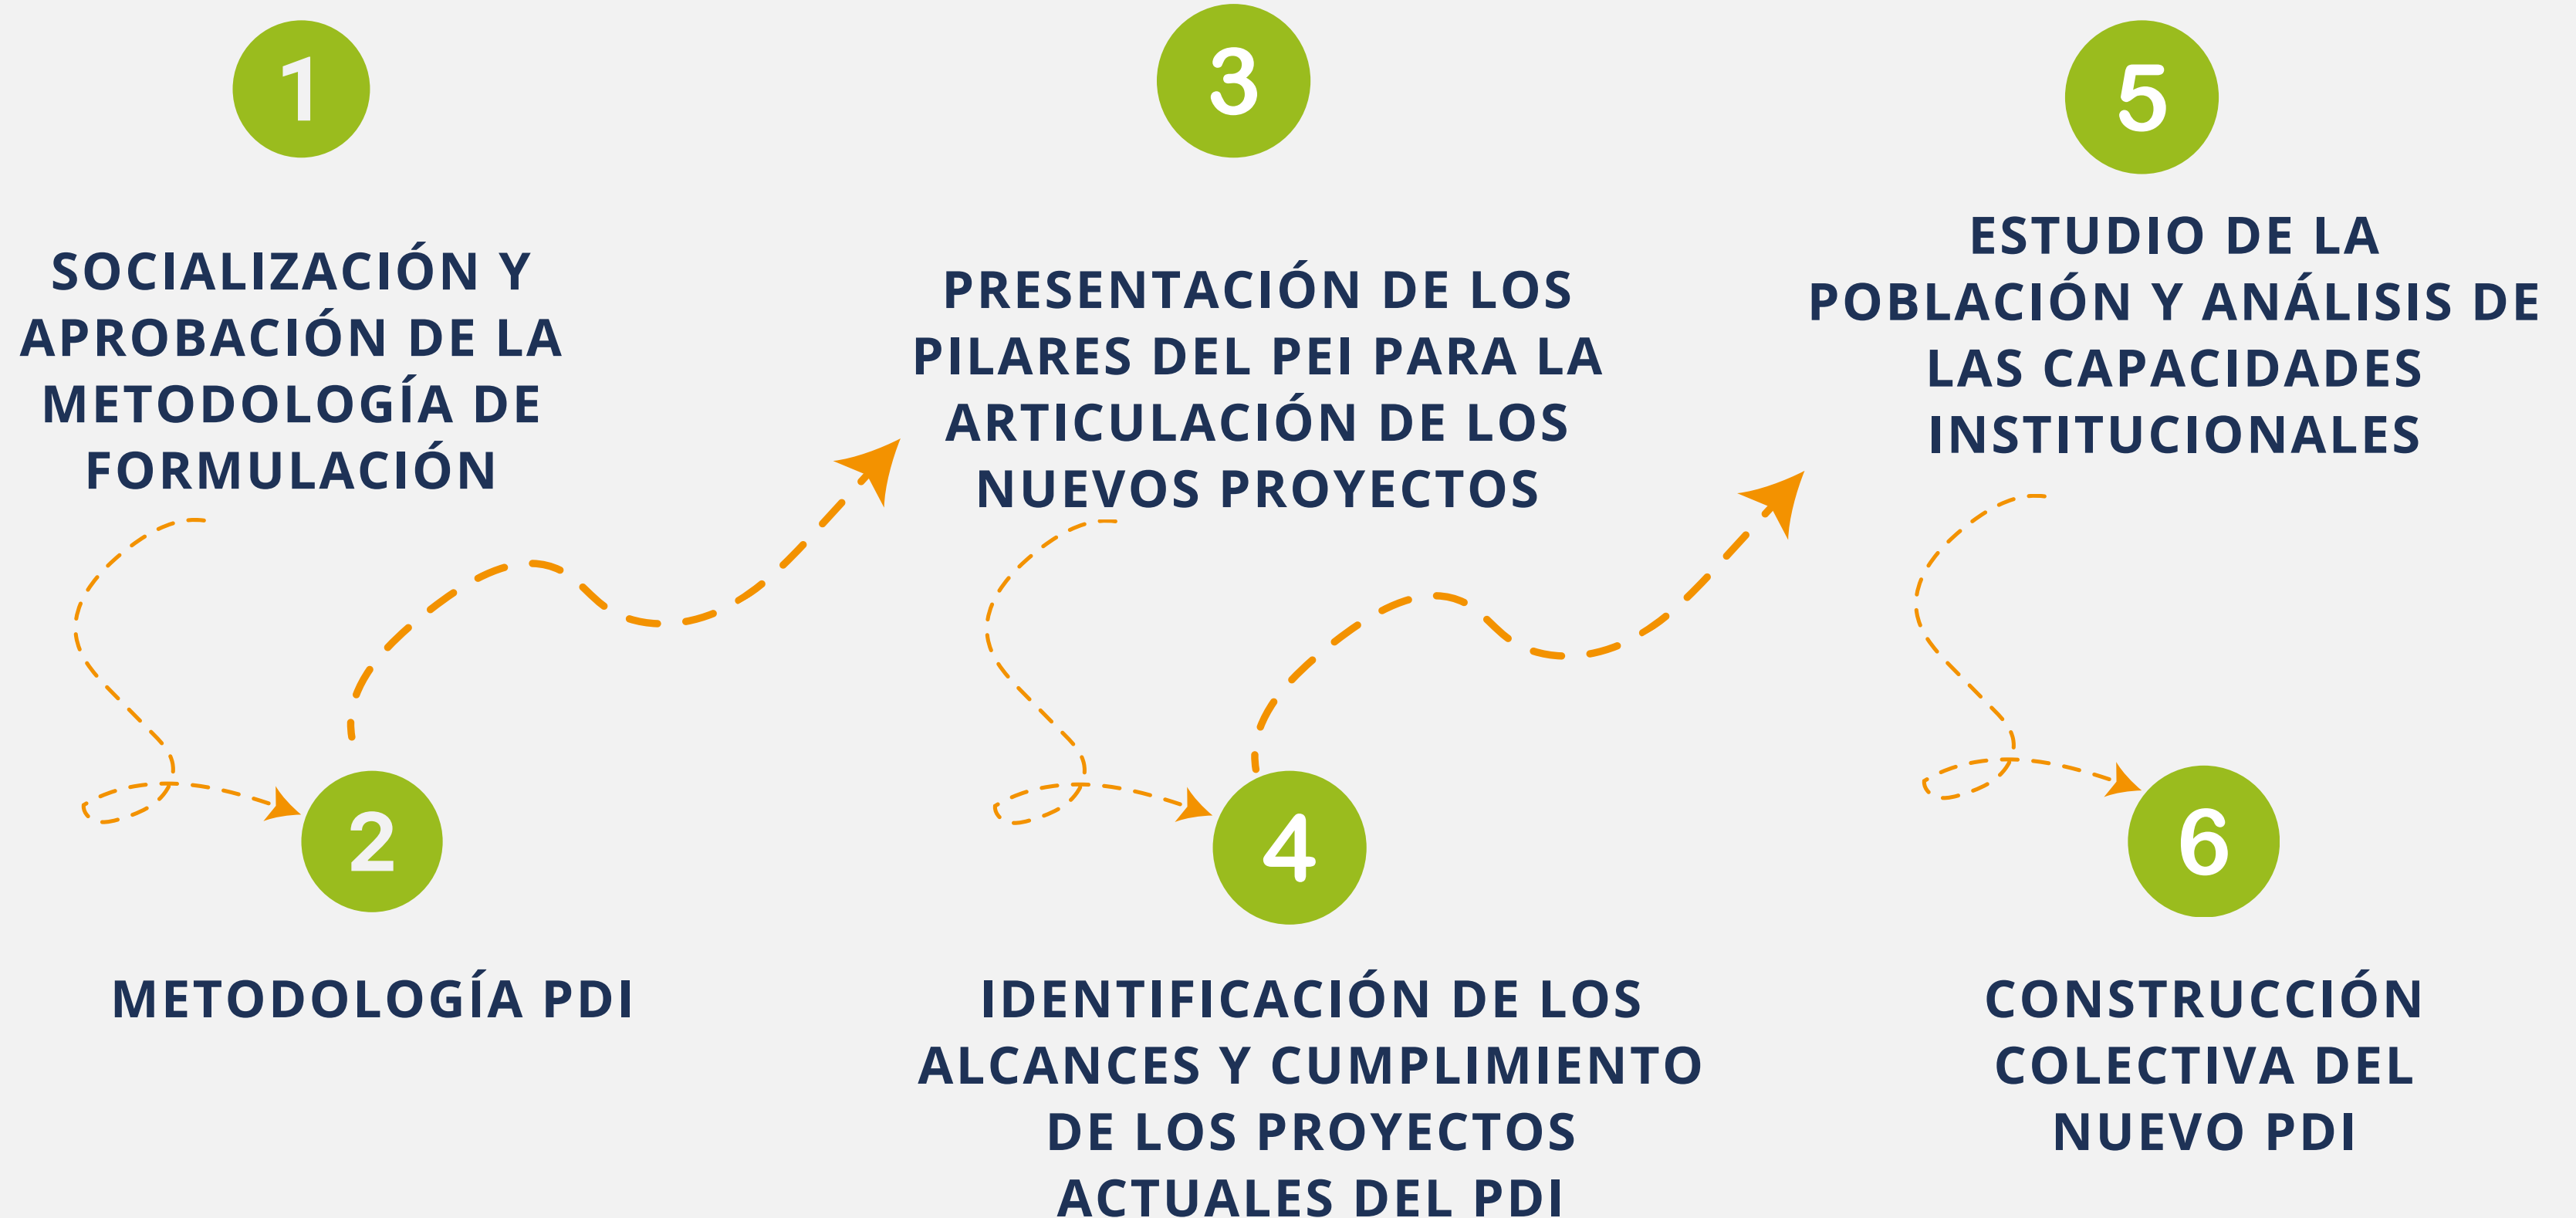 1
SOCIALIZACIÓN Y
APROBACIÓN DE LA
METODOLOGÍA DE
FORMULACIÓN
2
METODOLOGÍA PDI
3
PRESENTACIÓN DE LOS
PILARES DEL PEI PARA LA
ARTICULACIÓN DE LOS
NUEVOS PROYECTOS
4
IDENTIFICACIÓN DE LOS
ALCANCES Y CUMPLIMIENTO
DE LOS PROYECTOS
ACTUALES DEL PDI
5
ESTUDIO DE LA
POBLACIÓN Y ANÁLISIS DE
LAS CAPACIDADES
INSTITUCIONALES
6
CONSTRUCCIÓN
COLECTIVA DEL
NUEVO PDI